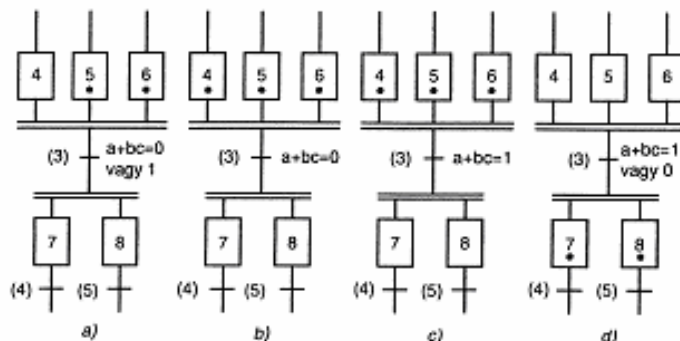 4 5 6 4 5 6 4 5 6 4 5 6
(3) a+bc=0 (3) a+bc=0 (3) a+bc=1 (3) a+bc=1
vagy 1 vagy 0
7 8 7 8 7 8 7 8
(4) (5) (4) (5) (4) (5) (4) (5)
a) b) c) d)